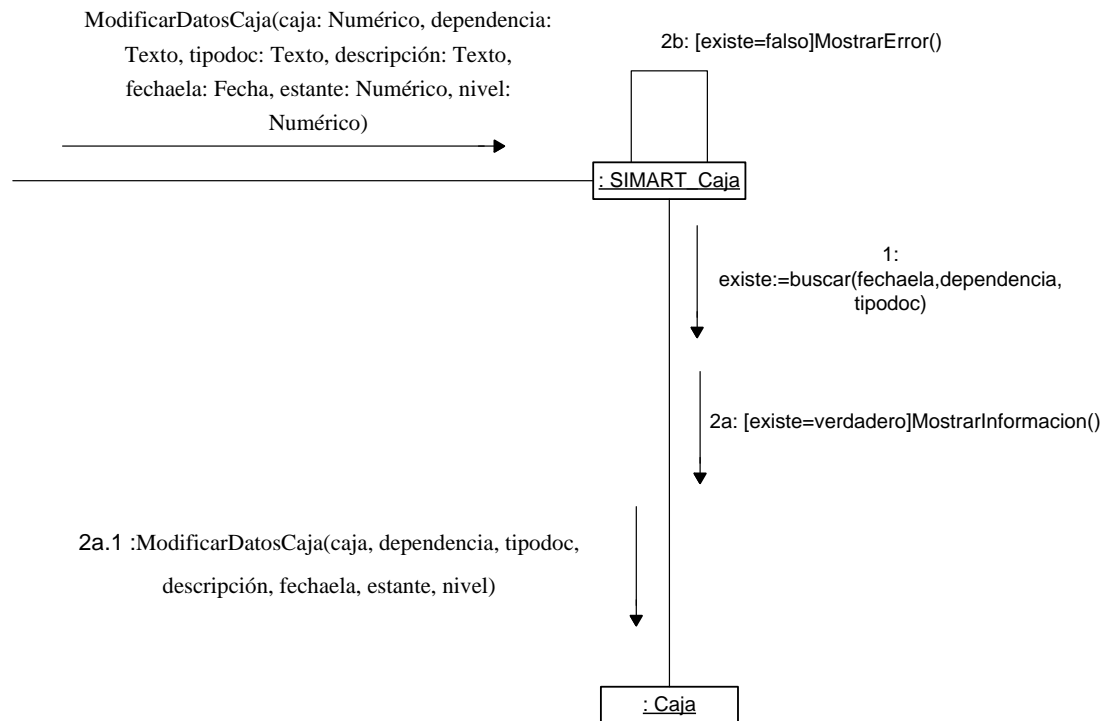 ModificarDatosCaja(caja: Numérico, dependencia:
Texto, tipodoc: Texto, descripción: Texto,
fechaela: Fecha, estante: Numérico, nivel:
Numérico)
2b: [existe=falso]MostrarError()
: SIMART_Caja
1:
existe:=buscar(fechaela,dependencia,
tipodoc)
2a: [existe=verdadero]MostrarInformacion()
2a.1 :ModificarDatosCaja(caja, dependencia, tipodoc,
descripción, fechaela, estante, nivel)
: Caja